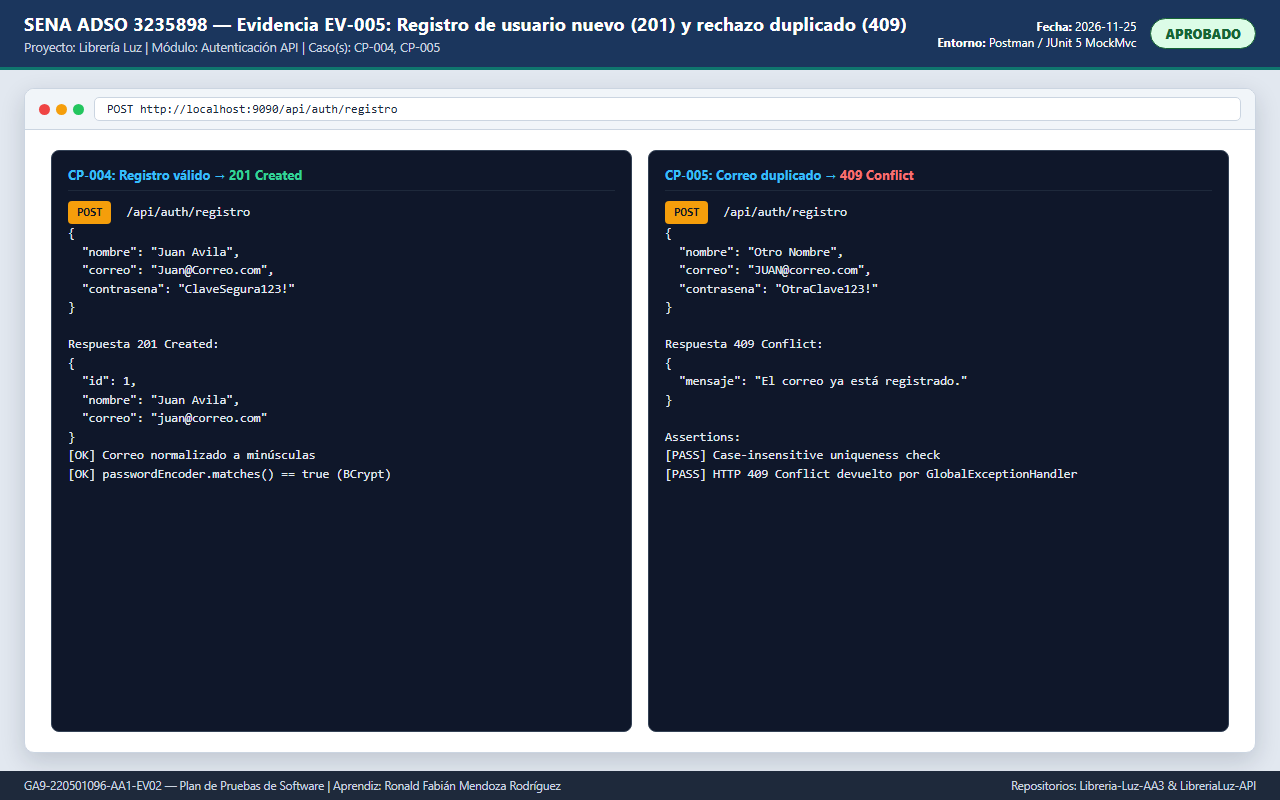 SENA ADSO 3235898 — Evidencia EV-005: Registro de usuario nuevo (201) y rechazo duplicado (409)
Proyecto: Librería Luz | Módulo: Autenticación API | Caso(s): CP-004, CP-005
Fecha: 2026-11-25
Entorno: Postman / JUnit 5 MockMvc
APROBADO
POST http://localhost:9090/api/auth/registro
CP-004: Registro válido → 201 Created
POST /api/auth/registro
{
"nombre": "Juan Avila",
"correo": "Juan@Correo.com",
"contrasena": "ClaveSegura123!"
}
Respuesta 201 Created:
{
"id": 1,
"nombre": "Juan Avila",
"correo": "juan@correo.com"
}
[OK] Correo normalizado a minúsculas
[OK] passwordEncoder.matches() == true (BCrypt)
CP-005: Correo duplicado → 409 Conflict
POST /api/auth/registro
{
"nombre": "Otro Nombre",
"correo": "JUAN@correo.com",
"contrasena": "OtraClave123!"
}
Respuesta 409 Conflict:
{
"mensaje": "El correo ya está registrado."
}
Assertions:
[PASS] Case-insensitive uniqueness check
[PASS] HTTP 409 Conflict devuelto por GlobalExceptionHandler
GA9-220501096-AA1-EV02 — Plan de Pruebas de Software | Aprendiz: Ronald Fabián Mendoza Rodríguez
Repositorios: Libreria-Luz-AA3 & LibreriaLuz-API